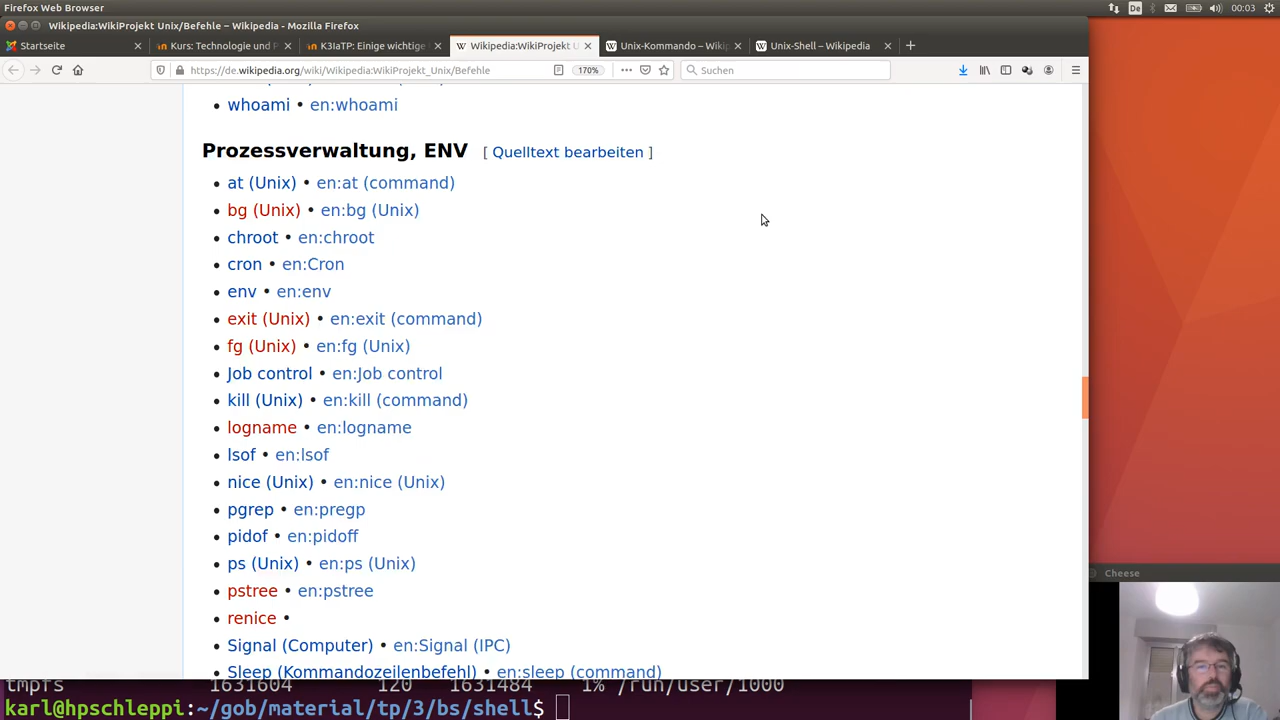 Firefox Web Browser
De
00:03
Wikipedia:WikiProjekt Unix/Befehle – Wikipedia - Mozilla Firefox
Startseite
Kurs: Technologie und P
K3IaTP: Einige wichtige
Wikipedia:WikiProjekt U
Unix-Kommando – Wikip
Unix-Shell – Wikipedia
https://de.wikipedia.org/wiki/Wikipedia:WikiProjekt_Unix/Befehle
170%
Suchen
• whoami • en:whoami
Prozessverwaltung, ENV [ Quelltext bearbeiten ]
• at (Unix) • en:at (command)
• bg (Unix) • en:bg (Unix)
• chroot • en:chroot
• cron • en:Cron
• env • en:env
• exit (Unix) • en:exit (command)
• fg (Unix) • en:fg (Unix)
• Job control • en:Job control
• kill (Unix) • en:kill (command)
• logname • en:logname
• lsof • en:lsof
• nice (Unix) • en:nice (Unix)
• pgrep • en:pregp
• pidof • en:pidoff
• ps (Unix) • en:ps (Unix)
• pstree • en:pstree
• renice •
• Signal (Computer) • en:Signal (IPC)
• Sleep (Kommandozeilenbefehl) • en:sleep (command)
Cheese
tmpfs 1631604 120 1631484 1% /run/user/1000
karl@hpschleppi:~/gob/material/tp/3/bs/shell$